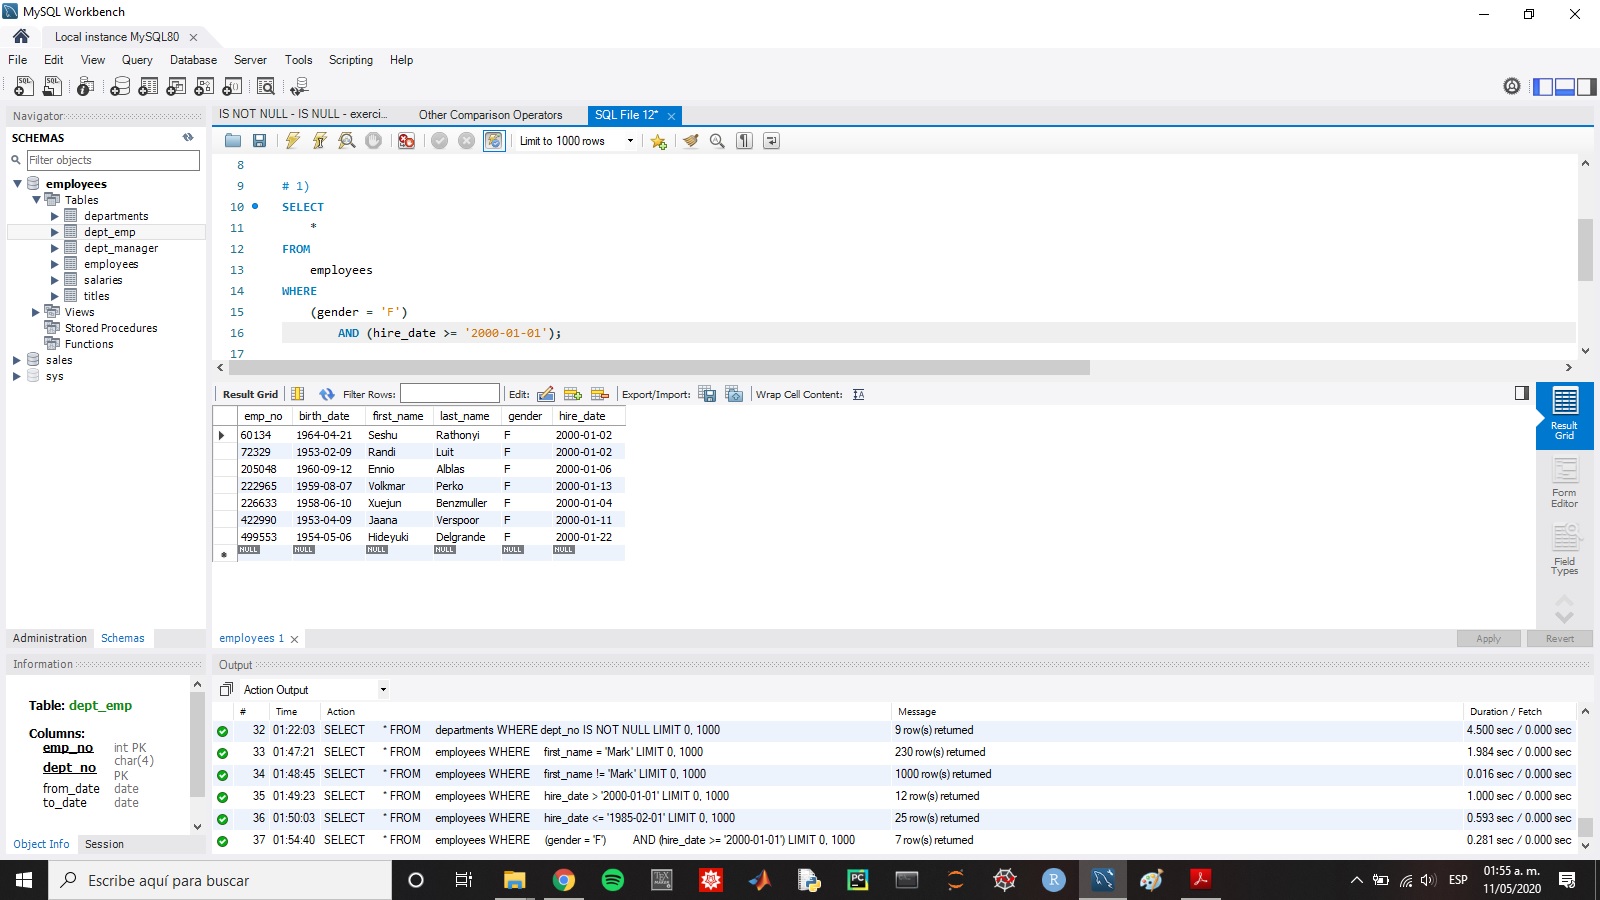 MySQL Workbench
Local instance MySQL80
File Edit View Query Database Server Tools Scripting Help
Navigator
SCHEMAS
Filter objects
employees
Tables
departments
dept_emp
dept_manager
employees
salaries
titles
Views
Stored Procedures
Functions
sales
sys
Administration Schemas
Information
Table: dept_emp
Columns:
emp_no int PK
dept_no char(4) PK
from_date date
to_date date
Object Info Session
IS NOT NULL - IS NULL - exerci... Other Comparison Operators SQL File 12*
Limit to 1000 rows
8
9 # 1)
10 SELECT
11 *
12 FROM
13 employees
14 WHERE
15 (gender = 'F')
16 AND (hire_date >= '2000-01-01');
17
Result Grid Filter Rows: Edit: Export/Import: Wrap Cell Content:
emp_no birth_date first_name last_name gender hire_date
60134 1964-04-21 Seshu Rathonyi F 2000-01-02
72329 1953-02-09 Randi Luit F 2000-01-02
205048 1960-09-12 Ennio Alblas F 2000-01-06
222965 1959-08-07 Volkmar Perko F 2000-01-13
226633 1958-06-10 Xuejun Benzmuller F 2000-01-04
422990 1953-04-09 Jaana Verspoor F 2000-01-11
499553 1954-05-06 Hideyuki Delgrande F 2000-01-22
NULL NULL NULL NULL NULL NULL
Result Grid
Form Editor
Field Types
employees 1
Apply Revert
Output
Action Output
# Time Action Message Duration / Fetch
32 01:22:03 SELECT * FROM departments WHERE dept_no IS NOT NULL LIMIT 0, 1000 9 row(s) returned 4.500 sec / 0.000 sec
33 01:47:21 SELECT * FROM employees WHERE first_name = 'Mark' LIMIT 0, 1000 230 row(s) returned 1.984 sec / 0.000 sec
34 01:48:45 SELECT * FROM employees WHERE first_name != 'Mark' LIMIT 0, 1000 1000 row(s) returned 0.016 sec / 0.000 sec
35 01:49:23 SELECT * FROM employees WHERE hire_date > '2000-01-01' LIMIT 0, 1000 12 row(s) returned 1.000 sec / 0.000 sec
36 01:50:03 SELECT * FROM employees WHERE hire_date <= '1985-02-01' LIMIT 0, 1000 25 row(s) returned 0.593 sec / 0.000 sec
37 01:54:40 SELECT * FROM employees WHERE (gender = 'F') AND (hire_date >= '2000-01-01') LIMIT 0, 1000 7 row(s) returned 0.281 sec / 0.000 sec
Escribe aquí para buscar
PC
R
ESP
01:55 a. m.
11/05/2020